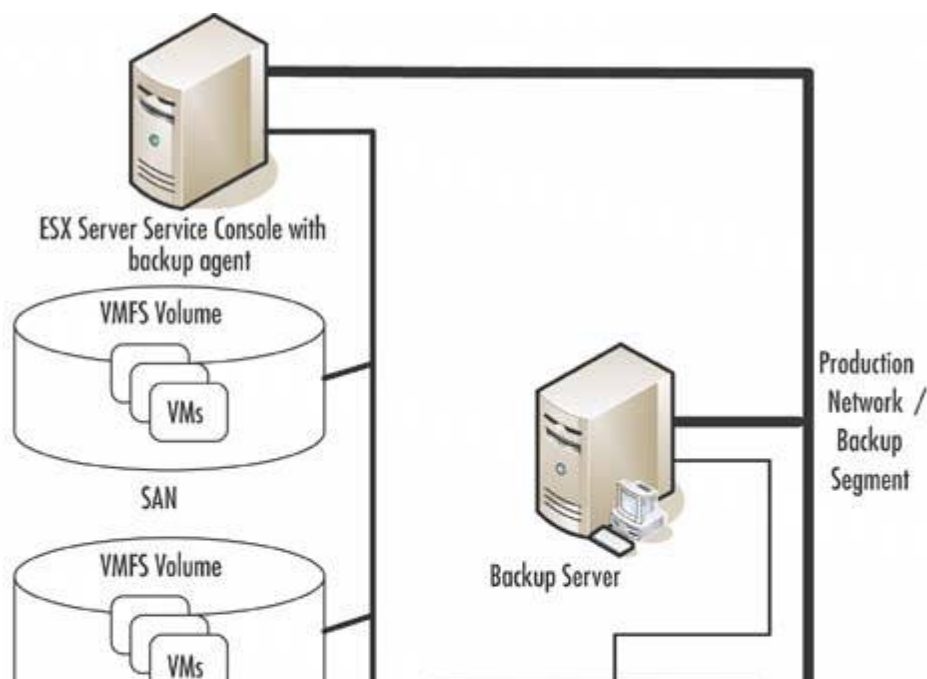 ESX Server Service Console with
backup agent
VMFS Volume
VMs
SAN
VMFS Volume
VMs
Backup Server
Production
Network /
Backup
Segment